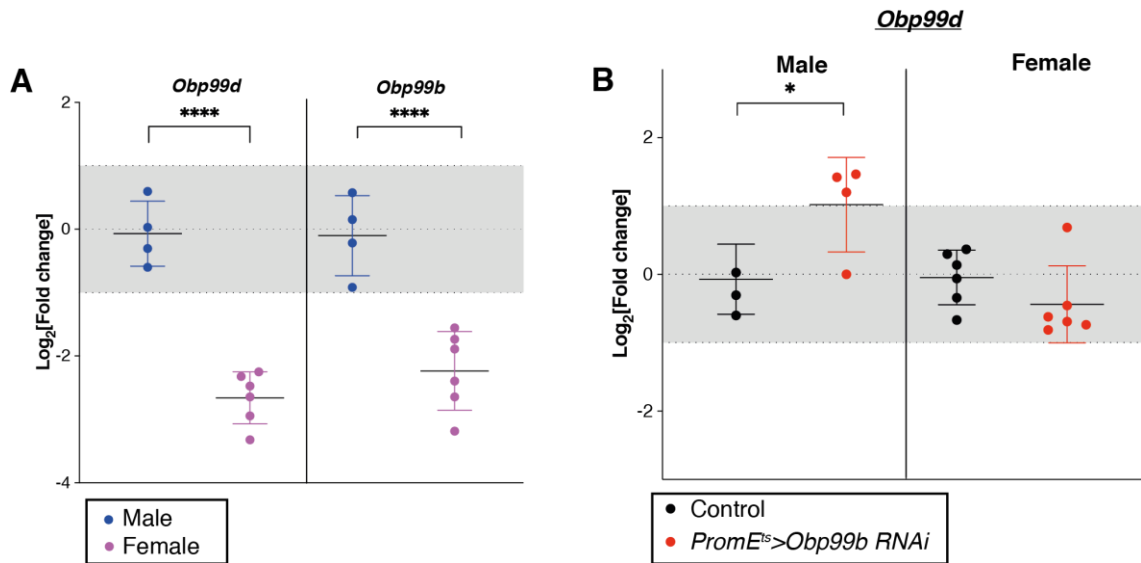 A
Obp99d
Obp99b
****
****
2
0
-2
-4
Log2[Fold change]
Male
Female
Obp99d
B
Male
Female
*
2
0
-2
Log2[Fold change]
Control
PromEts>Obp99b RNAi